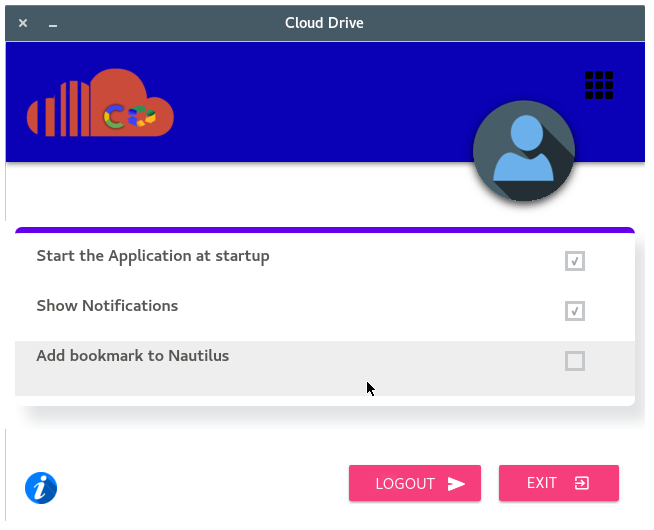 Cloud Drive
Start the Application at startup
Show Notifications
Add bookmark to Nautilus
LOGOUT
EXIT